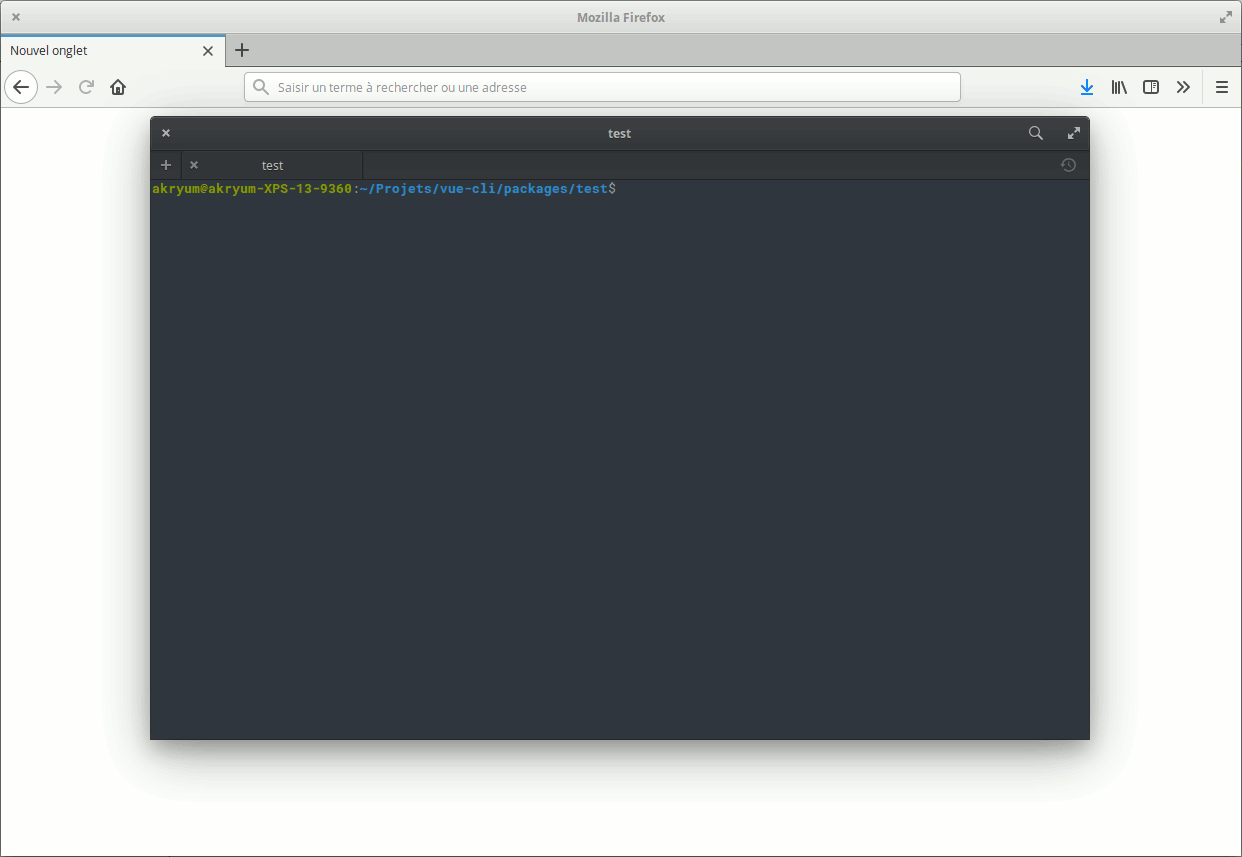 Mozilla Firefox
Nouvel onglet
Saisir un terme à rechercher ou une adresse
test
test
akryum@akryum-XPS-13-9360:~/Projets/vue-cli/packages/test$